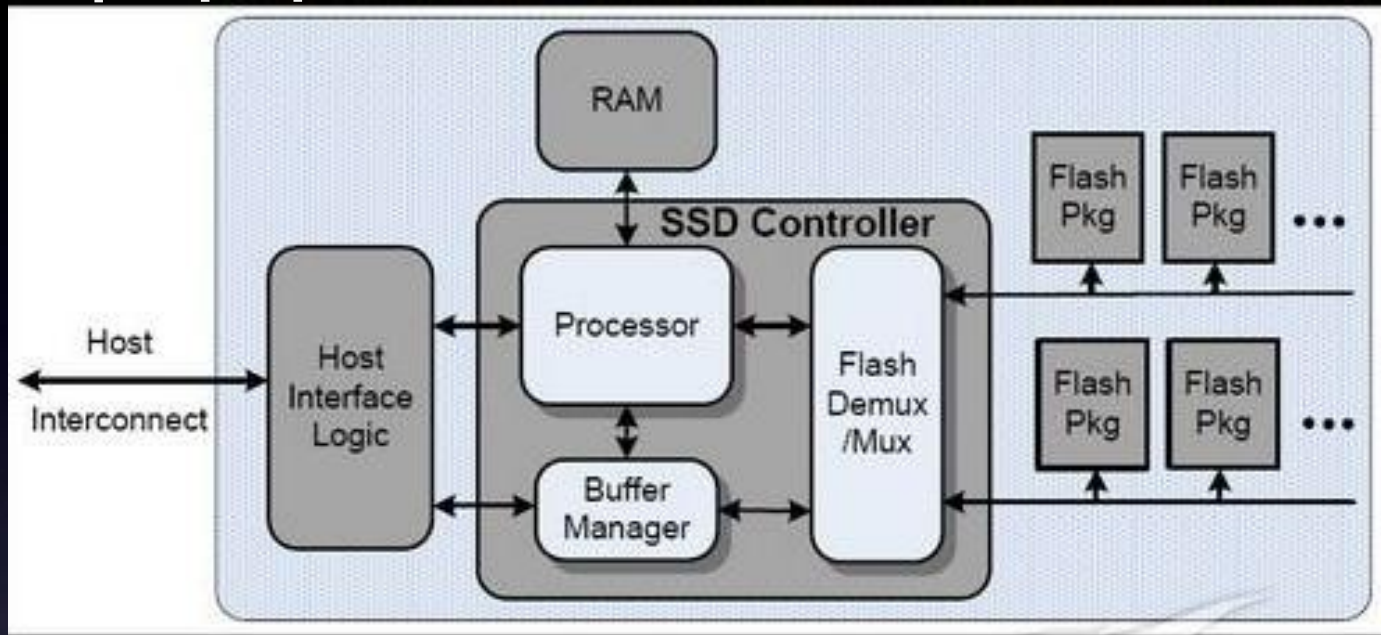 RAM
SSD Controller
Flash
Pkg
Flash
Pkg
Host
Interconnect
Host
Interface
Logic
Processor
Buffer
Manager
Flash
Demux
/Mux
Flash
Pkg
Flash
Pkg